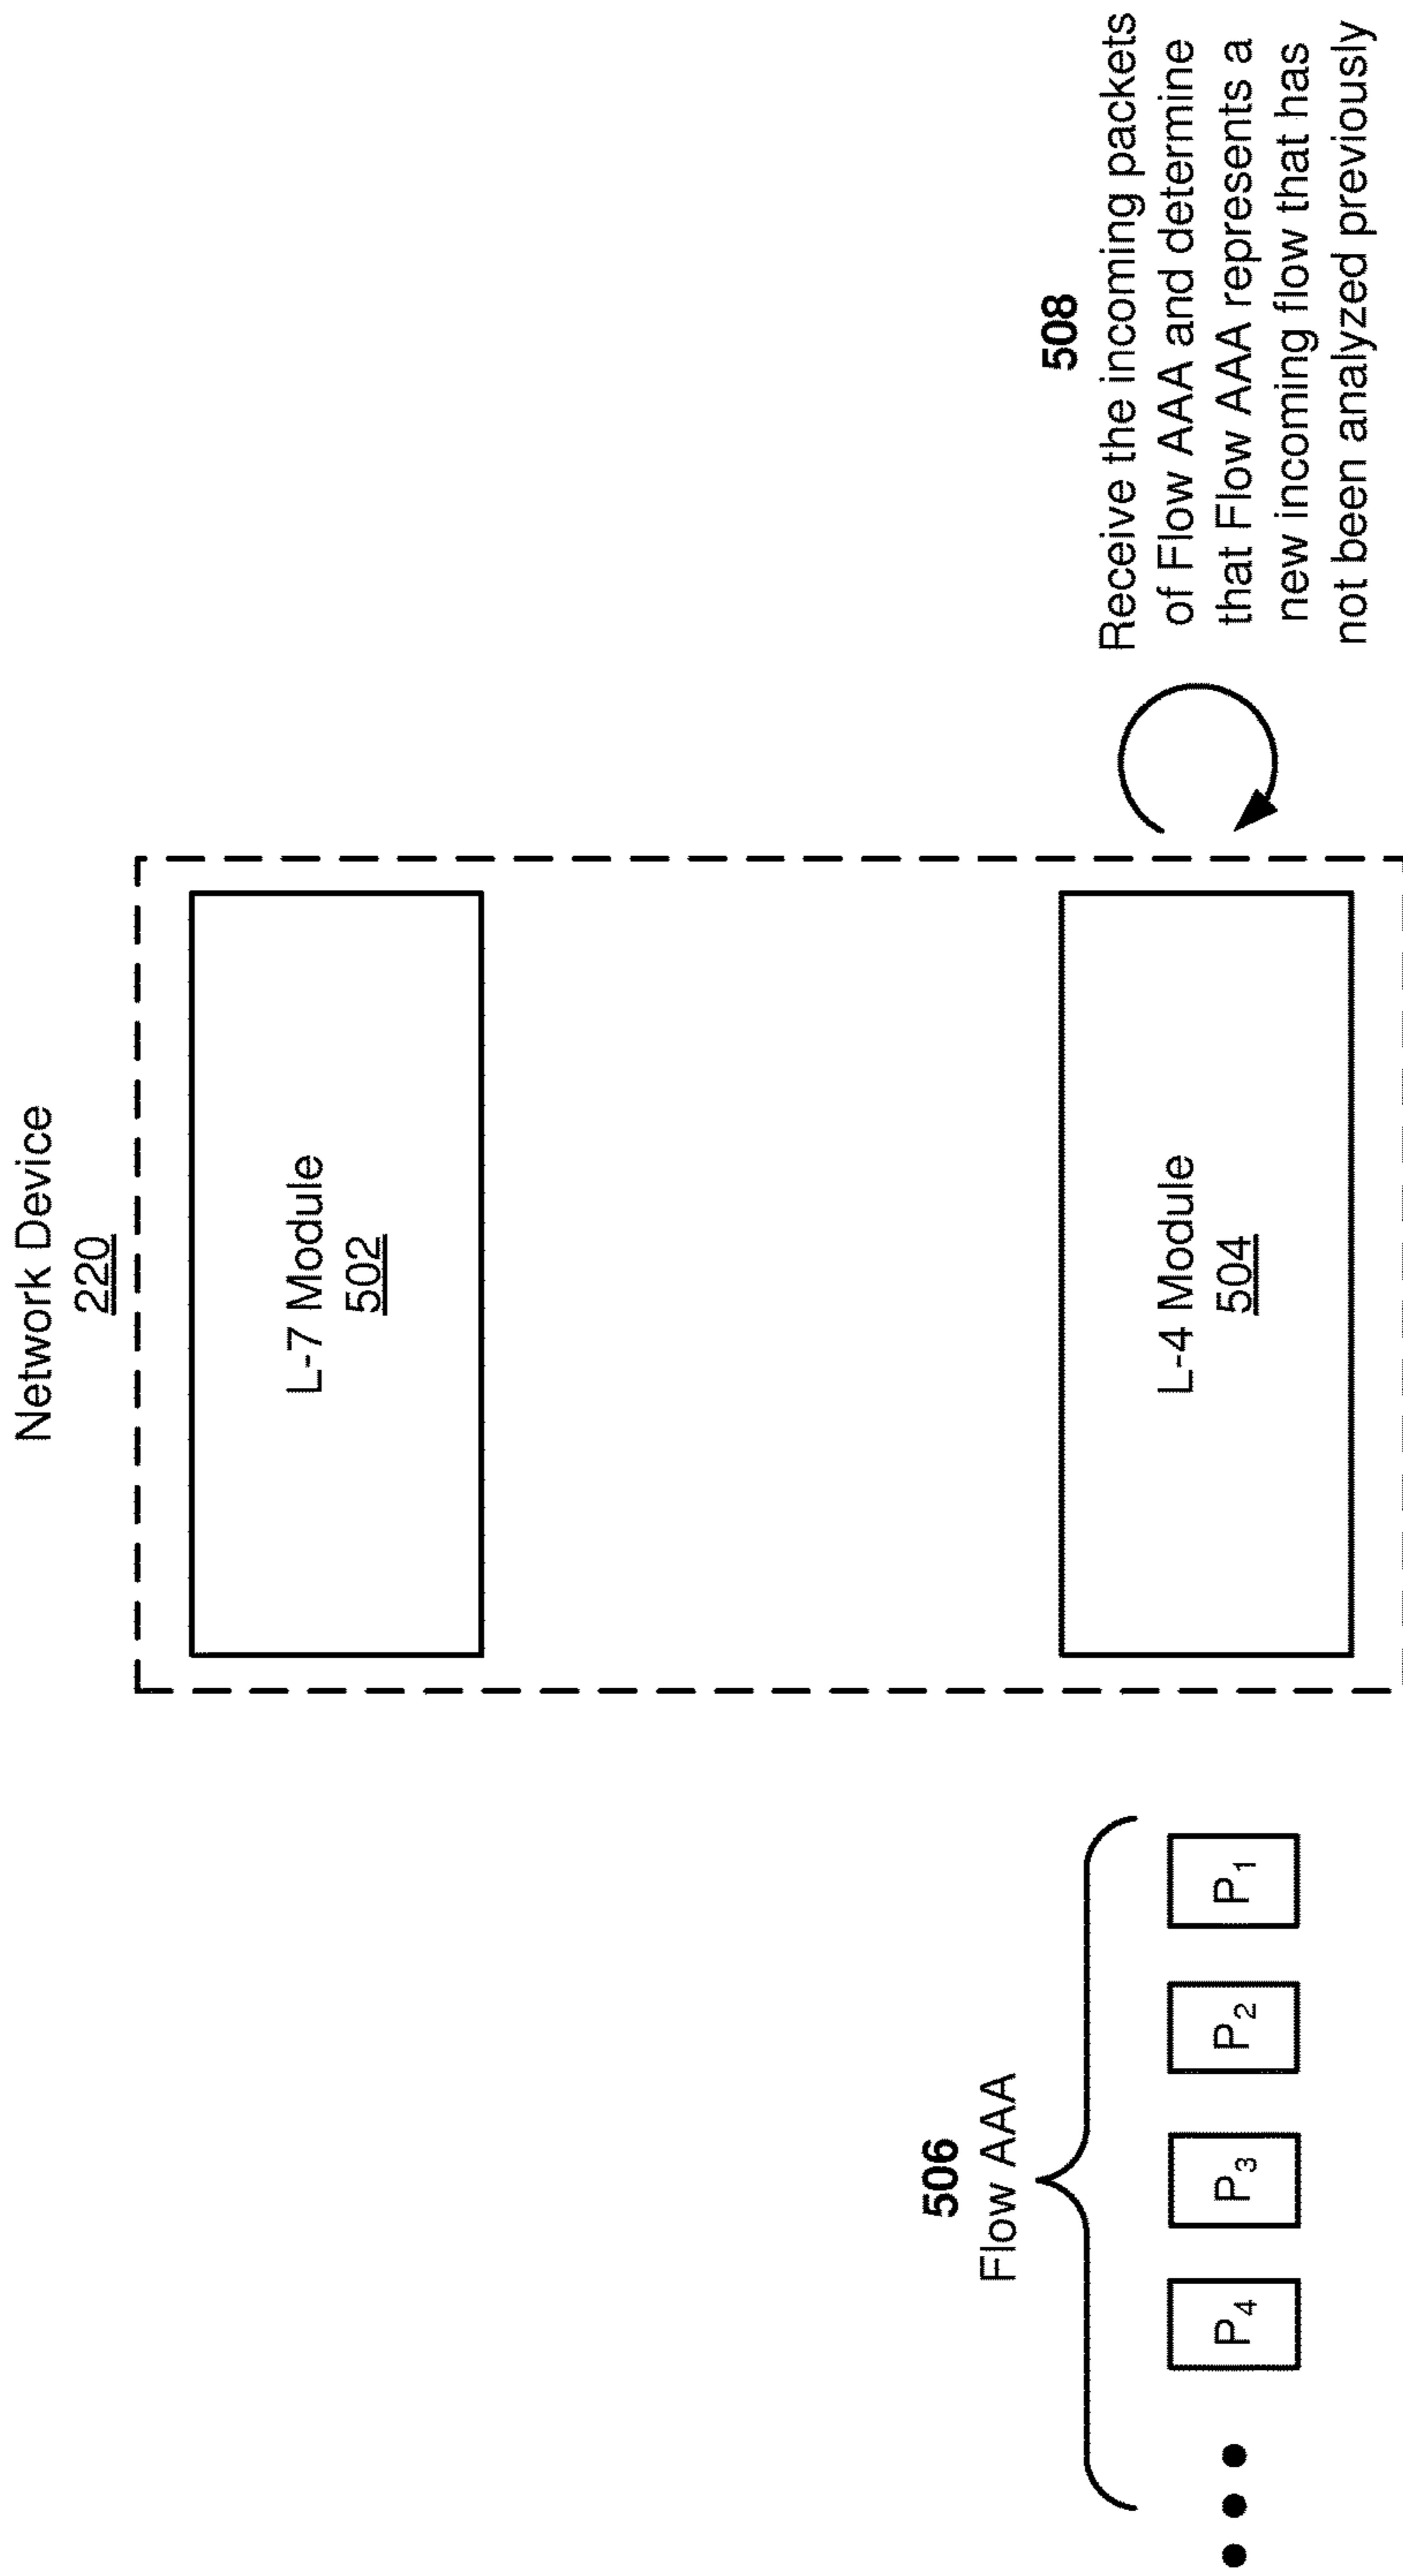 Network Device
220
L-7 Module
502
506
Flow AAA
P4
P3
P2
P1
L-4 Module
504
508
Receive the incoming packets
of Flow AAA and determine
that Flow AAA represents a
new incoming flow that has
not been analyzed previously